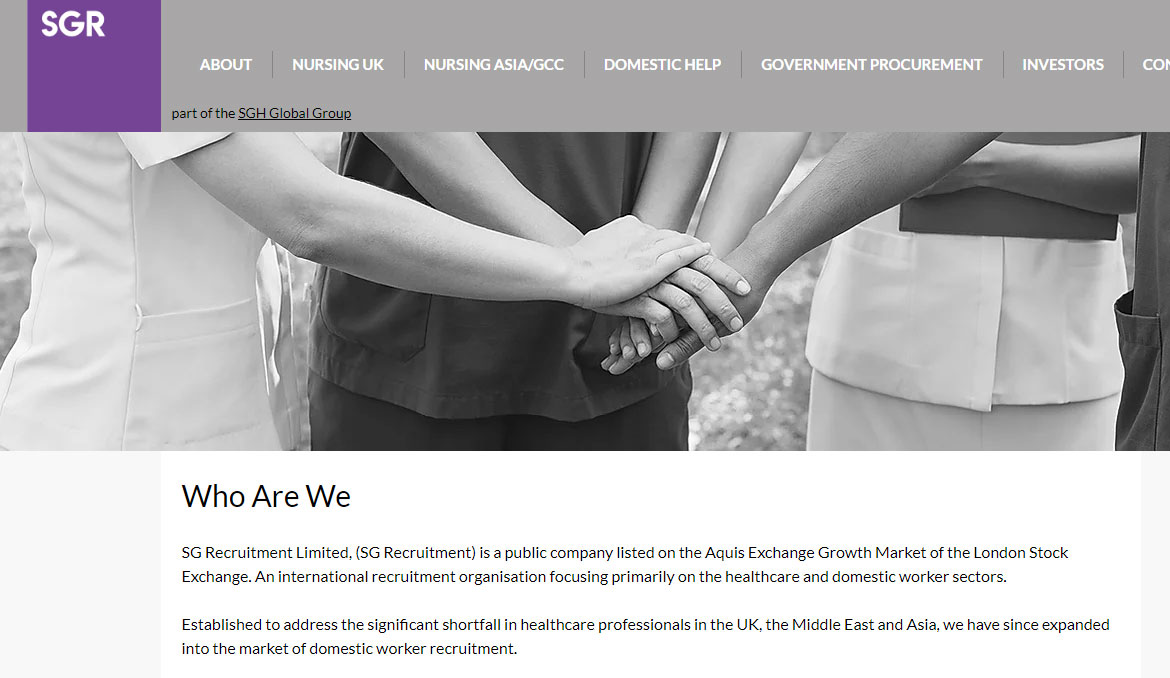 SGR
ABOUT
NURSING UK
NURSING ASIA/GCC
DOMESTIC HELP
GOVERNMENT PROCUREMENT
INVESTORS
part of the SGH Global Group
Who Are We
SG Recruitment Limited, (SG Recruitment) is a public company listed on the Aquis Exchange Growth Market of the London Stock
Exchange. An international recruitment organisation focusing primarily on the healthcare and domestic worker sectors.
Established to address the significant shortfall in healthcare professionals in the UK, the Middle East and Asia, we have since expanded
into the market of domestic worker recruitment.